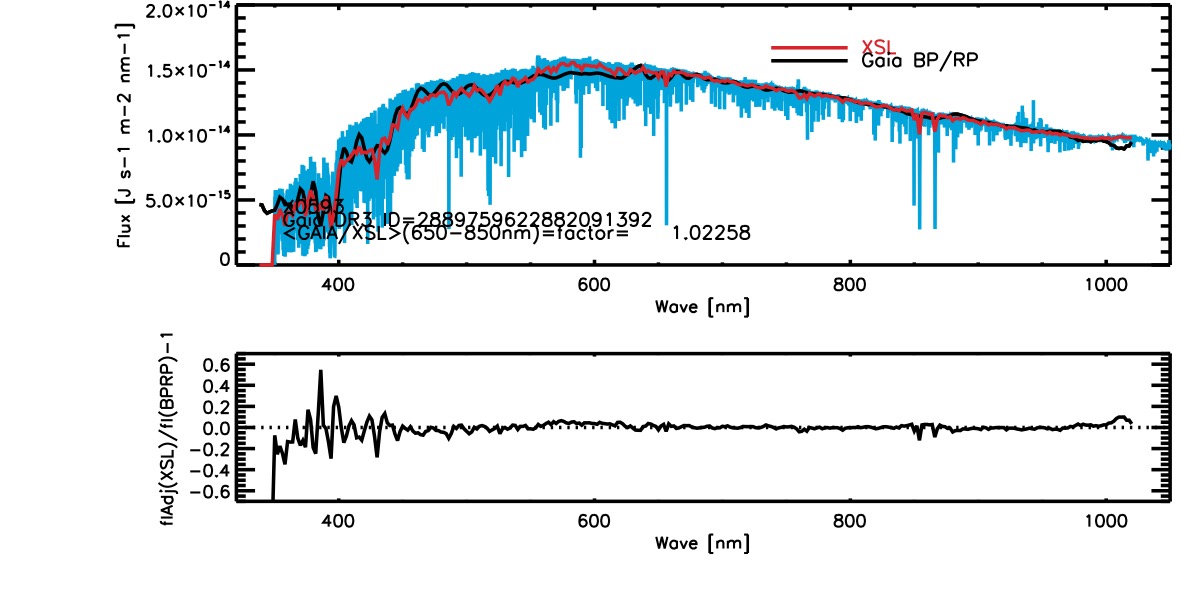 2.0×10⁻¹⁴
1.5×10⁻¹⁴
1.0×10⁻¹⁴
5.0×10⁻¹⁵
0
Flux [J s−1 m−2 nm−1]
XSL
Gaia BP/RP
X0593
Gaia DR3 ID=2889759622882091392
<GAIA/XSL>(650−850nm)=factor= 1.02258
400 600 800 1000
Wave [nm]
0.6
0.4
0.2
0.0
−0.2
−0.4
−0.6
flAdj(XSL)/fl(BPRP)−1
400 600 800 1000
Wave [nm]